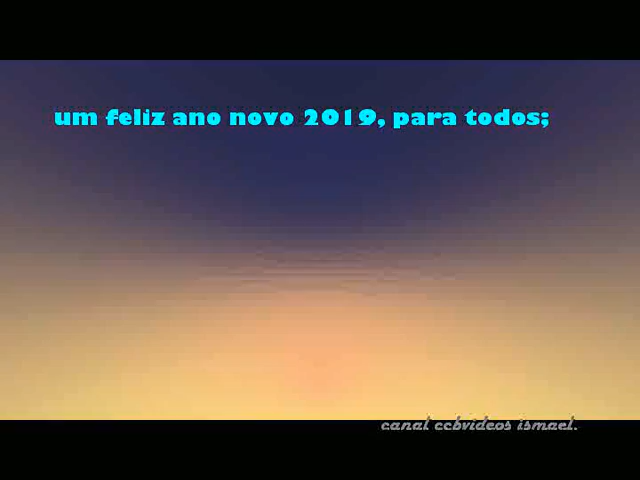 um feliz ano novo 2019, para todos;
canal ccbvideos ismael.